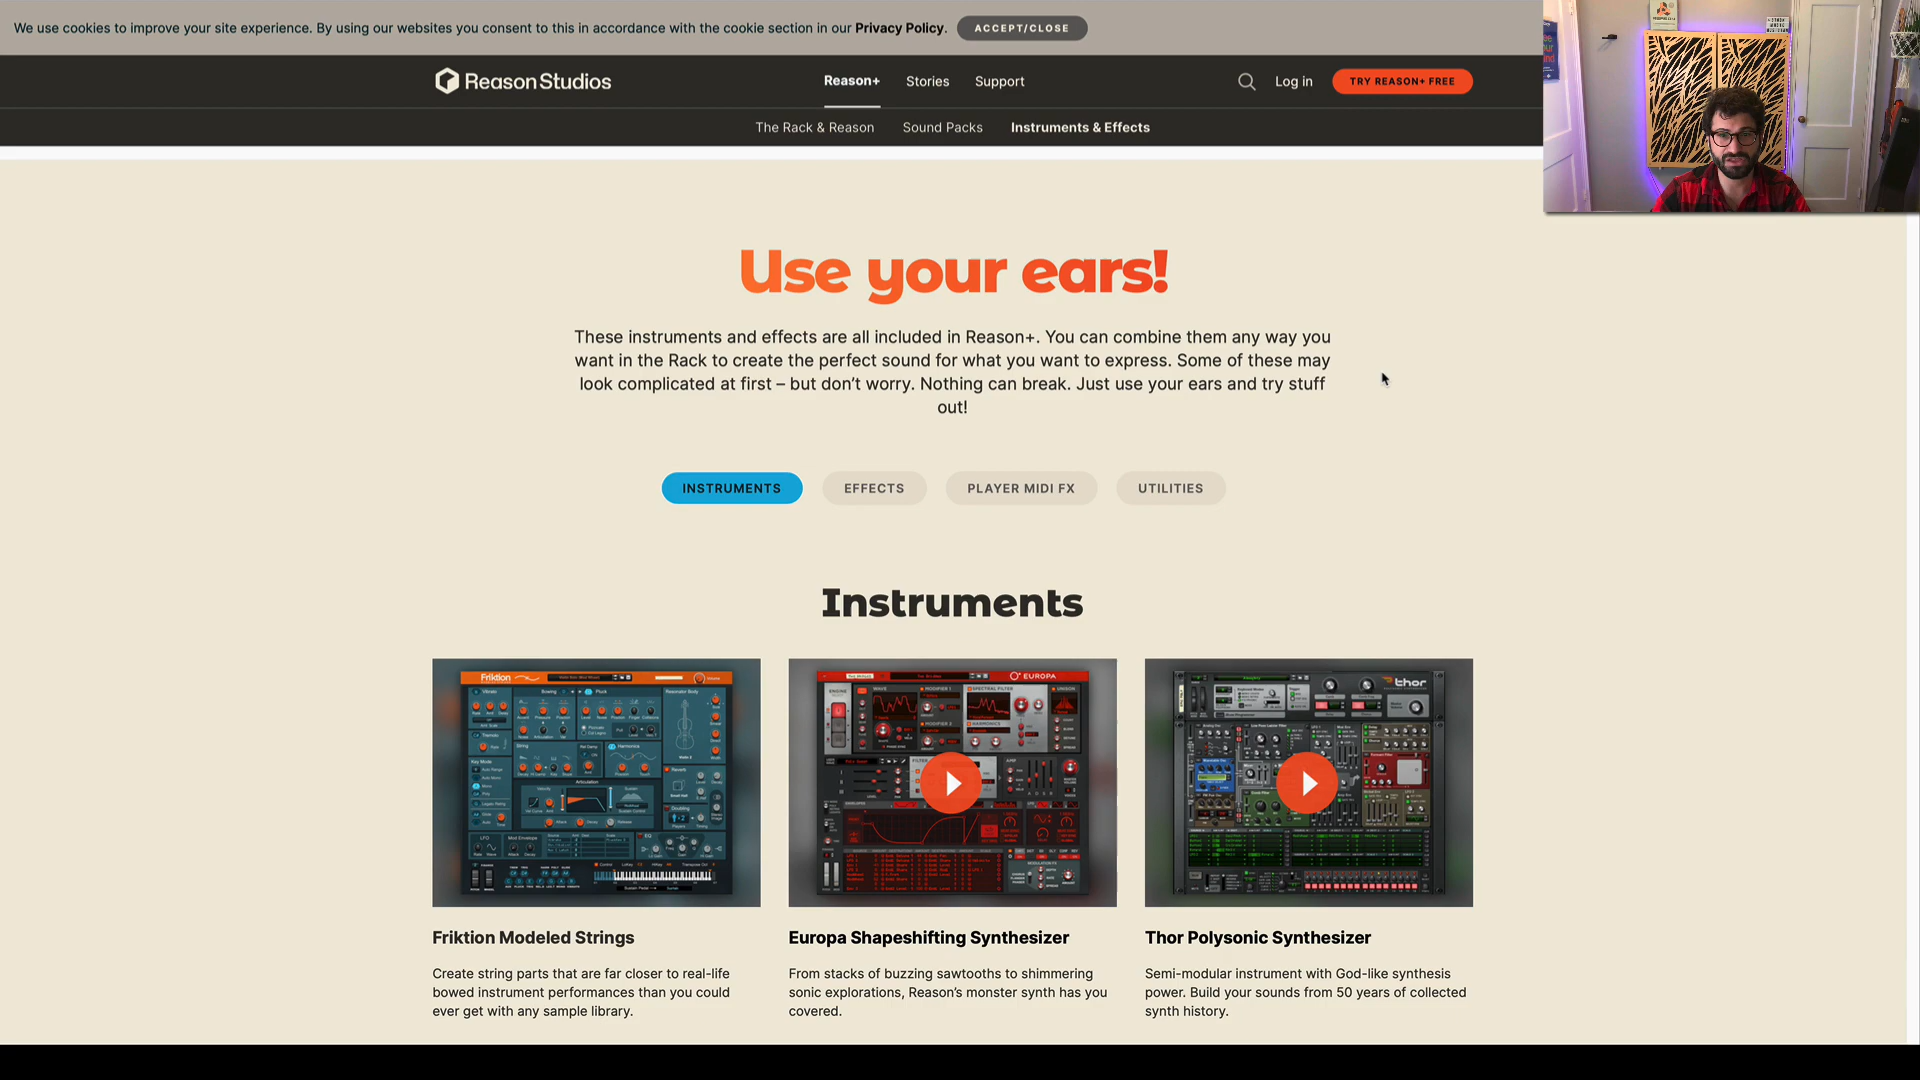 We use cookies to improve your site experience. By using our websites you consent to this in accordance with the cookie section in our Privacy Policy.
ACCEPT/CLOSE
ReasonStudios
Reason+
Stories
Support
Log in
TRY REASON+ FREE
The Rack & Reason
Sound Packs
Instruments & Effects
Use your ears!
These instruments and effects are all included in Reason+. You can combine them any way you
want in the Rack to create the perfect sound for what you want to express. Some of these may
look complicated at first – but don’t worry. Nothing can break. Just use your ears and try stuff
out!
INSTRUMENTS
EFFECTS
PLAYER MIDI FX
UTILITIES
Instruments
Friktion
EUROPA
thor
Friktion Modeled Strings
Create string parts that are far closer to real-life
bowed instrument performances than you could
ever get with any sample library.
Europa Shapeshifting Synthesizer
From stacks of buzzing sawtooths to shimmering
sonic explorations, Reason’s monster synth has you
covered.
Thor Polysonic Synthesizer
Semi-modular instrument with God-like synthesis
power. Build your sounds from 50 years of collected
synth history.